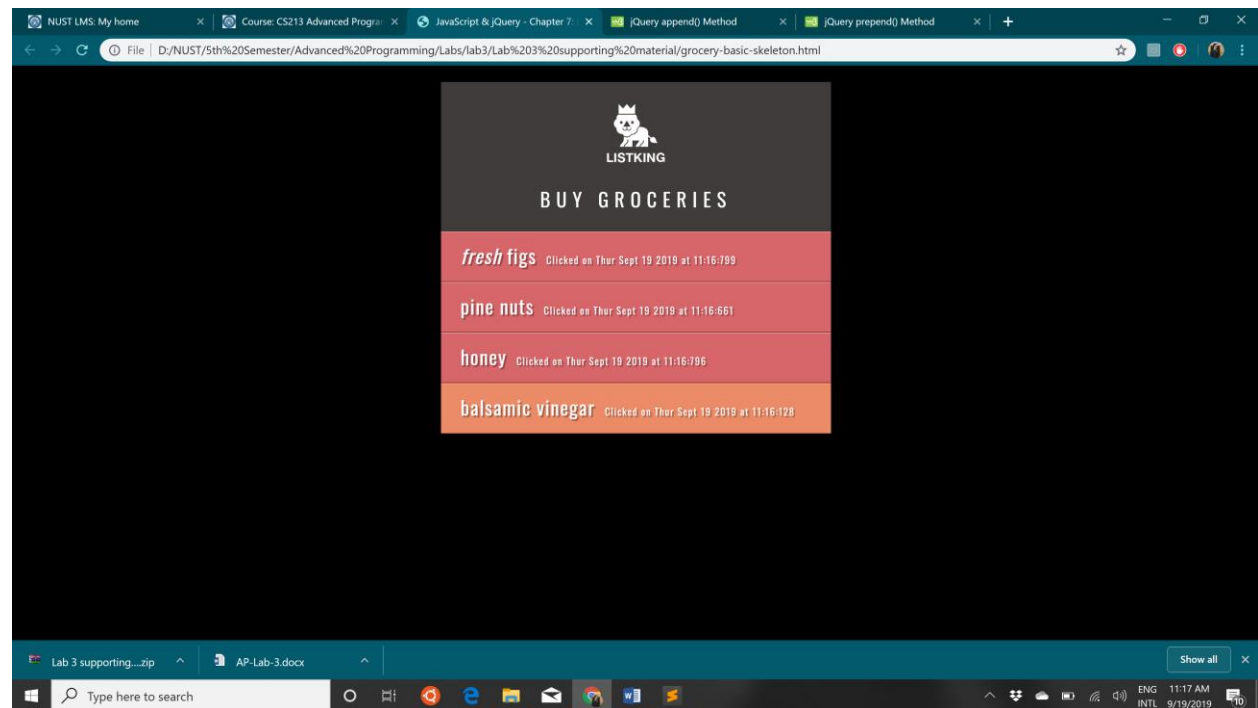 NUST LMS: My home
Course: CS213 Advanced Progra
JavaScript & jQuery - Chapter 7:
jQuery append() Method
jQuery prepend() Method
File D:/NUST/5th%20Semester/Advanced%20Programming/Labs/lab3/Lab%203%20supporting%20material/grocery-basic-skeleton.html
LISTKING
BUY GROCERIES
fresh figs Clicked on Thur Sept 19 2019 at 11:16:799
pine nuts Clicked on Thur Sept 19 2019 at 11:16:661
honey Clicked on Thur Sept 19 2019 at 11:16:796
balsamic vinegar Clicked on Thur Sept 19 2019 at 11:16:128
Lab 3 supporting....zip
AP-Lab-3.docx
Show all
Type here to search
ENG 11:17 AM
INTL 9/19/2019
10